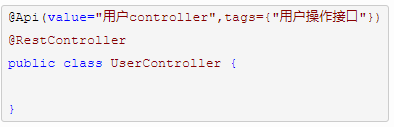 @Api(value="用户controller",tags={"用户操作接口"})
@RestController
public class UserController {
}